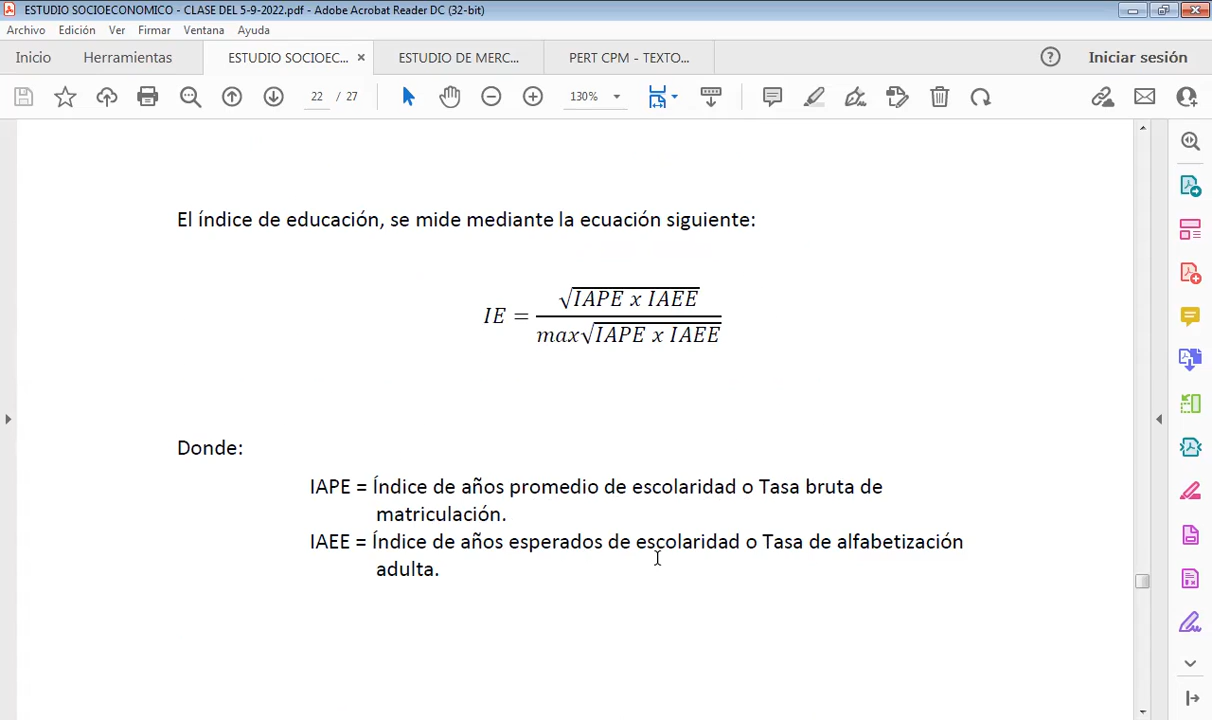 ESTUDIO SOCIOECONOMICO - CLASE DEL 5-9-2022.pdf - Adobe Acrobat Reader DC (32-bit)
Archivo Edición Ver Firmar Ventana Ayuda
Inicio Herramientas ESTUDIO SOCIOEC... × ESTUDIO DE MERC... PERT CPM - TEXTO... Iniciar sesión
22 / 27 130%
El índice de educación, se mide mediante la ecuación siguiente:
IE = √IAPE x IAEE
max√IAPE x IAEE
Donde:
IAPE = Índice de años promedio de escolaridad o Tasa bruta de
matriculación.
IAEE = Índice de años esperados de escolaridad o Tasa de alfabetización
adulta.